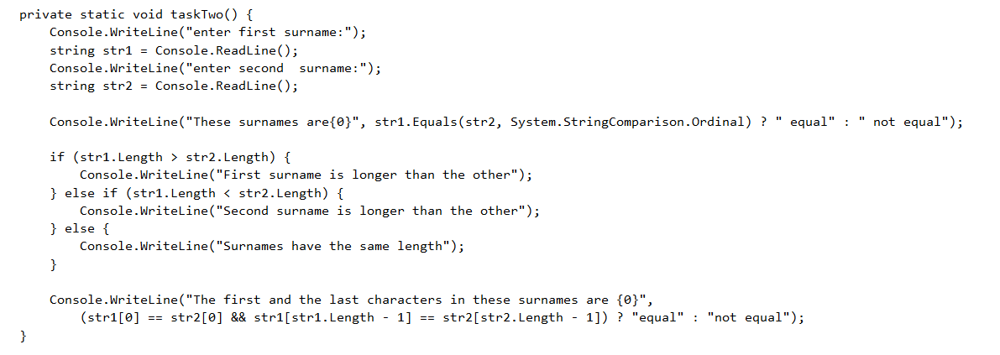 private static void taskTwo() {
    Console.WriteLine("enter first surname:");
    string str1 = Console.ReadLine();
    Console.WriteLine("enter second  surname:");
    string str2 = Console.ReadLine();

    Console.WriteLine("These surnames are{0}", str1.Equals(str2, System.StringComparison.Ordinal) ? " equal" : " not equal");

    if (str1.Length > str2.Length) {
        Console.WriteLine("First surname is longer than the other");
    } else if (str1.Length < str2.Length) {
        Console.WriteLine("Second surname is longer than the other");
    } else {
        Console.WriteLine("Surnames have the same length");
    }

    Console.WriteLine("The first and the last characters in these surnames are {0}",
        (str1[0] == str2[0] && str1[str1.Length - 1] == str2[str2.Length - 1]) ? "equal" : "not equal");
}